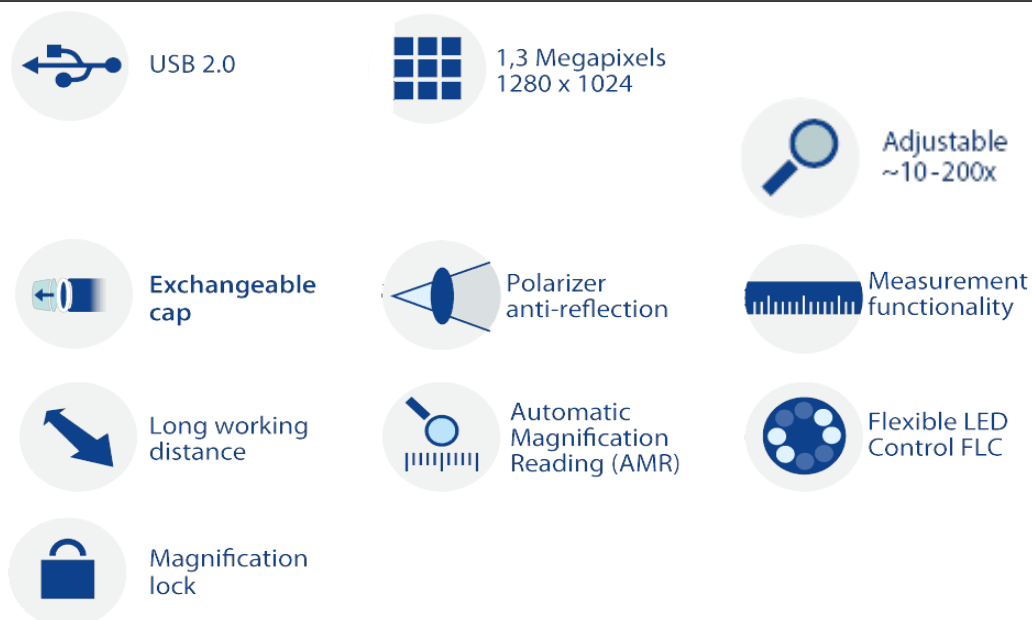 USB 2.0
1,3 Megapixels
1280 x 1024
Adjustable
~10-200x
Exchangeable
cap
Polarizer
anti-reflection
Measurement
functionality
Long working
distance
Automatic
Magnification
Reading (AMR)
Flexible LED
Control FLC
Magnification
lock